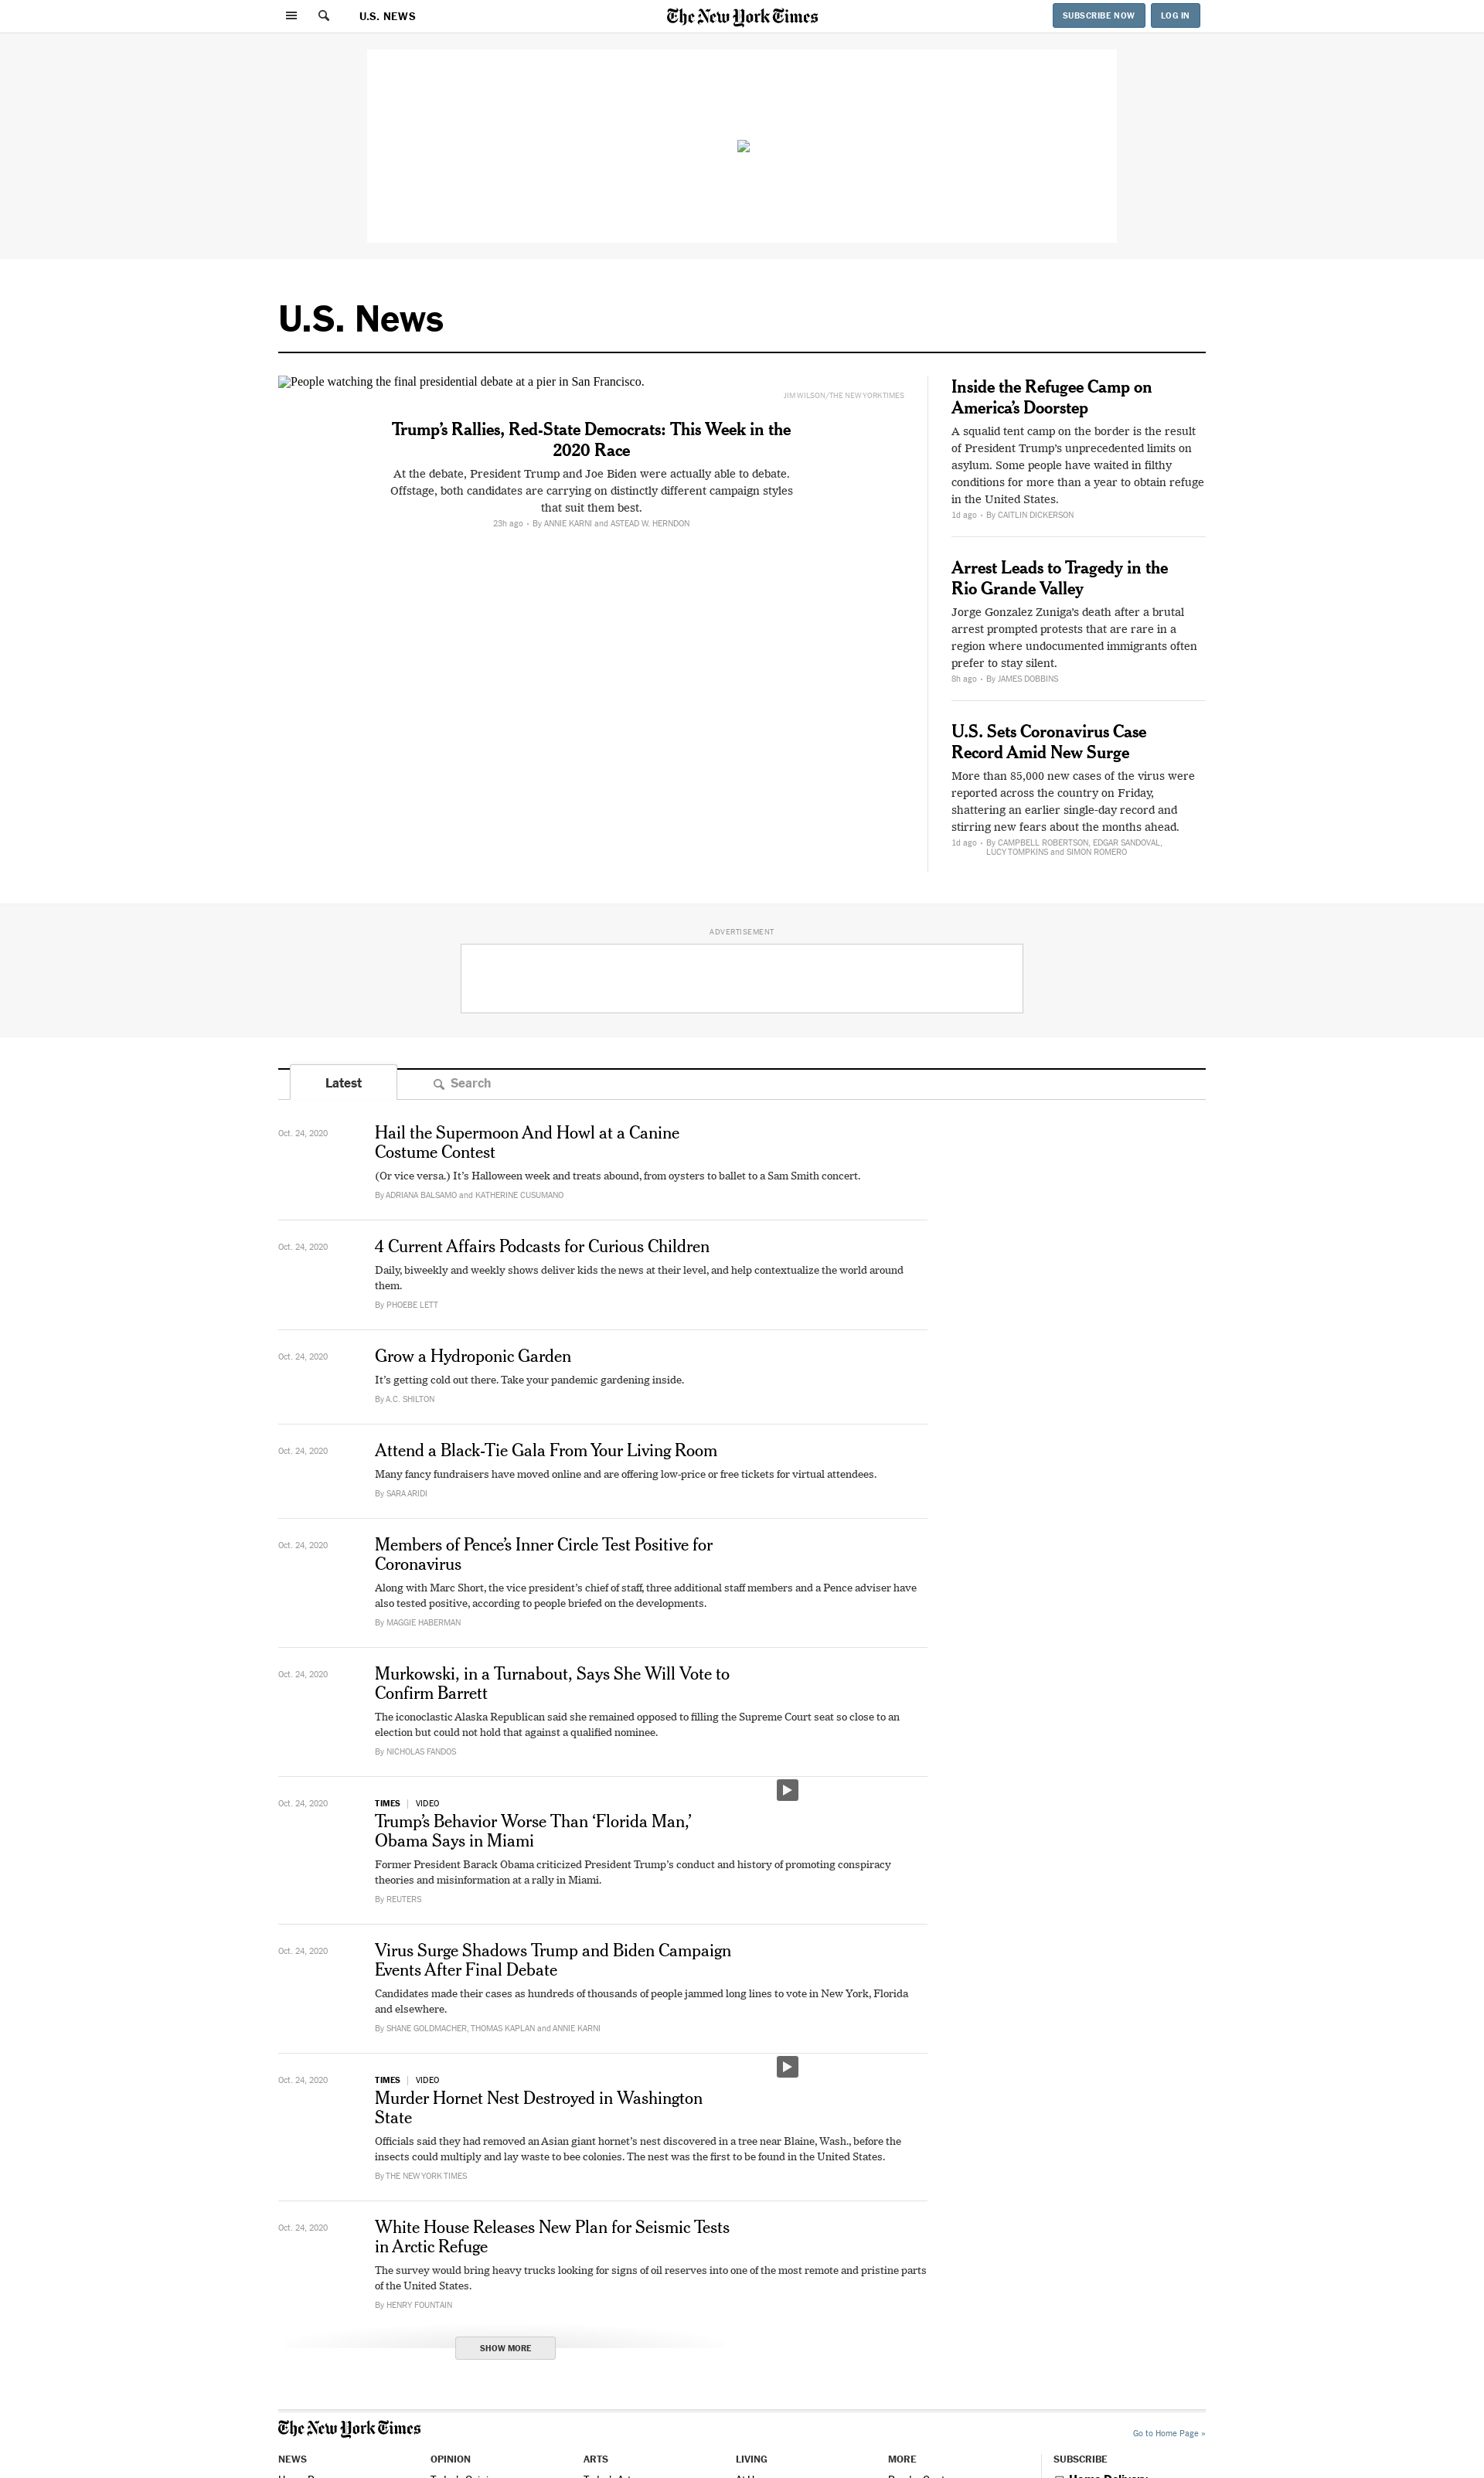 U.S. NEWS
The New York Times
SUBSCRIBE NOW
LOG IN
U.S. News
People watching the final presidential debate at a pier in San Francisco.
JIM WILSON/THE NEW YORK TIMES
Trump’s Rallies, Red-State Democrats: This Week in the
2020 Race
At the debate, President Trump and Joe Biden were actually able to debate.
Offstage, both candidates are carrying on distinctly different campaign styles
that suit them best.
23h ago • By ANNIE KARNI and ASTEAD W. HERNDON
Inside the Refugee Camp on
America’s Doorstep
A squalid tent camp on the border is the result
of President Trump’s unprecedented limits on
asylum. Some people have waited in filthy
conditions for more than a year to obtain refuge
in the United States.
1d ago • By CAITLIN DICKERSON
Arrest Leads to Tragedy in the
Rio Grande Valley
Jorge Gonzalez Zuniga’s death after a brutal
arrest prompted protests that are rare in a
region where undocumented immigrants often
prefer to stay silent.
8h ago • By JAMES DOBBINS
U.S. Sets Coronavirus Case
Record Amid New Surge
More than 85,000 new cases of the virus were
reported across the country on Friday,
shattering an earlier single-day record and
stirring new fears about the months ahead.
1d ago • By CAMPBELL ROBERTSON, EDGAR SANDOVAL,
LUCY TOMPKINS and SIMON ROMERO
ADVERTISEMENT
Latest
Search
Oct. 24, 2020
Hail the Supermoon And Howl at a Canine
Costume Contest
(Or vice versa.) It’s Halloween week and treats abound, from oysters to ballet to a Sam Smith concert.
By ADRIANA BALSAMO and KATHERINE CUSUMANO
Oct. 24, 2020
4 Current Affairs Podcasts for Curious Children
Daily, biweekly and weekly shows deliver kids the news at their level, and help contextualize the world around
them.
By PHOEBE LETT
Oct. 24, 2020
Grow a Hydroponic Garden
It’s getting cold out there. Take your pandemic gardening inside.
By A.C. SHILTON
Oct. 24, 2020
Attend a Black-Tie Gala From Your Living Room
Many fancy fundraisers have moved online and are offering low-price or free tickets for virtual attendees.
By SARA ARIDI
Oct. 24, 2020
Members of Pence’s Inner Circle Test Positive for
Coronavirus
Along with Marc Short, the vice president’s chief of staff, three additional staff members and a Pence adviser have
also tested positive, according to people briefed on the developments.
By MAGGIE HABERMAN
Oct. 24, 2020
Murkowski, in a Turnabout, Says She Will Vote to
Confirm Barrett
The iconoclastic Alaska Republican said she remained opposed to filling the Supreme Court seat so close to an
election but could not hold that against a qualified nominee.
By NICHOLAS FANDOS
Oct. 24, 2020
TIMES | VIDEO
Trump’s Behavior Worse Than ‘Florida Man,’
Obama Says in Miami
Former President Barack Obama criticized President Trump’s conduct and history of promoting conspiracy
theories and misinformation at a rally in Miami.
By REUTERS
Oct. 24, 2020
Virus Surge Shadows Trump and Biden Campaign
Events After Final Debate
Candidates made their cases as hundreds of thousands of people jammed long lines to vote in New York, Florida
and elsewhere.
By SHANE GOLDMACHER, THOMAS KAPLAN and ANNIE KARNI
Oct. 24, 2020
TIMES | VIDEO
Murder Hornet Nest Destroyed in Washington
State
Officials said they had removed an Asian giant hornet’s nest discovered in a tree near Blaine, Wash., before the
insects could multiply and lay waste to bee colonies. The nest was the first to be found in the United States.
By THE NEW YORK TIMES
Oct. 24, 2020
White House Releases New Plan for Seismic Tests
in Arctic Refuge
The survey would bring heavy trucks looking for signs of oil reserves into one of the most remote and pristine parts
of the United States.
By HENRY FOUNTAIN
SHOW MORE
The New York Times
Go to Home Page »
NEWS
OPINION
ARTS
LIVING
MORE
SUBSCRIBE